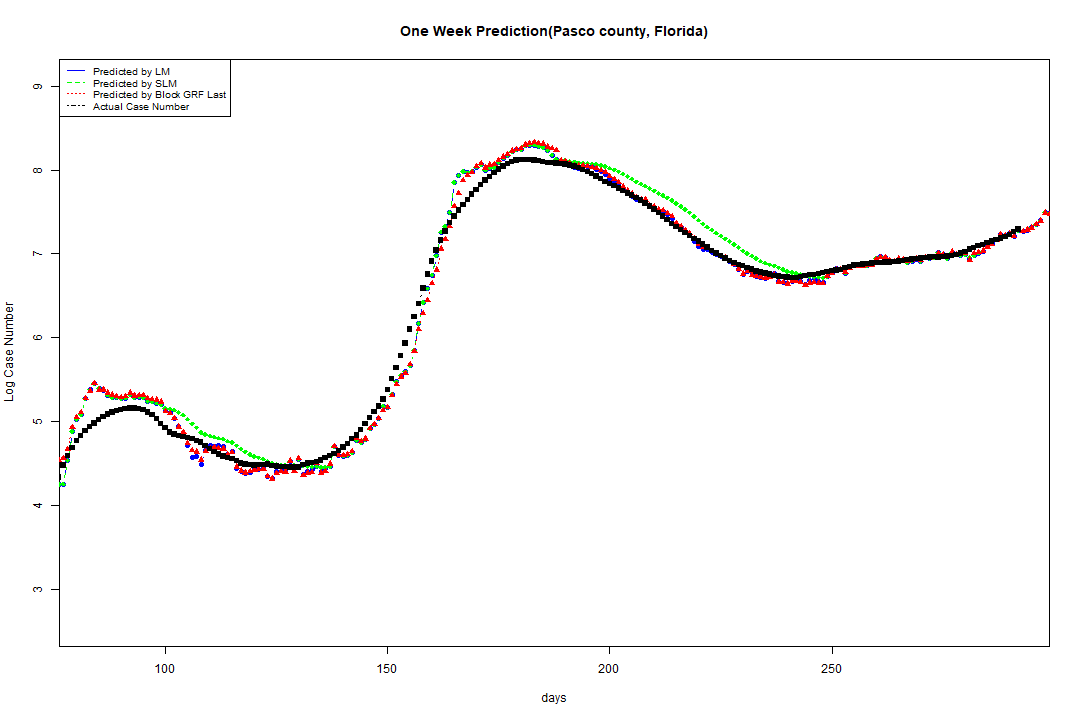 One Week Prediction(Pasco county, Florida)
Predicted by LM
Predicted by SLM
Predicted by Block GRF Last
Actual Case Number
9
8
7
6
5
4
3
Log Case Number
100 150 200 250
days